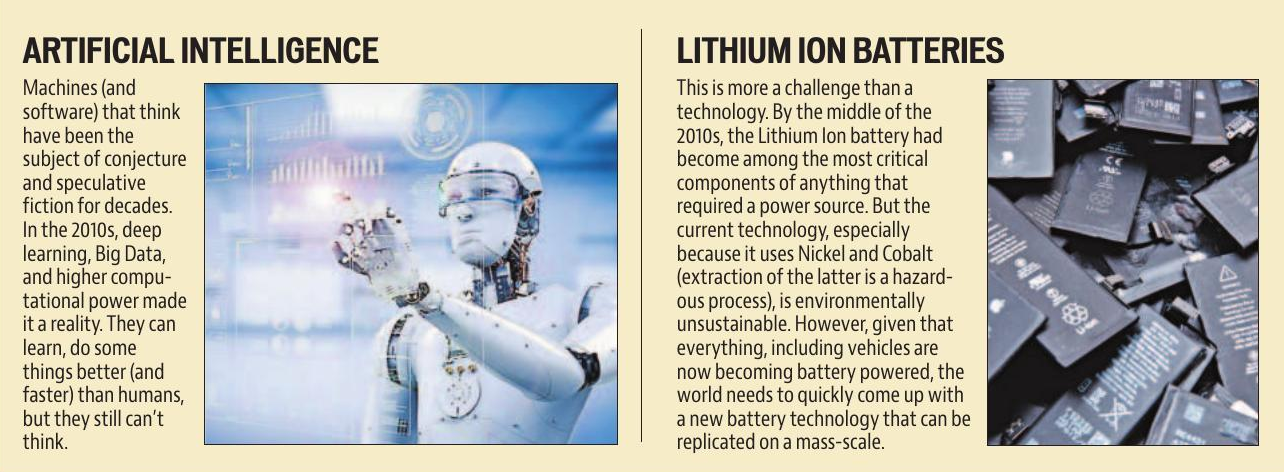 ARTIFICIAL INTELLIGENCE
Machines (and
software) that think
have been the
subject of conjecture
and speculative
fiction for decades.
In the 2010s, deep
learning, Big Data,
and higher compu-
tational power made
it a reality. They can
learn, do some
things better (and
faster) than humans,
but they still can't
think.
LITHIUM ION BATTERIES
This is more a challenge than a
technology. By the middle of the
2010s, the Lithium Ion battery had
become among the most critical
components of anything that
required a power source. But the
current technology, especially
because it uses Nickel and Cobalt
(extraction of the latter is a hazard-
ous process), is environmentally
unsustainable. However, given that
everything, including vehicles are
now becoming battery powered, the
world needs to quickly come up with
a new battery technology that can be
replicated on a mass-scale.